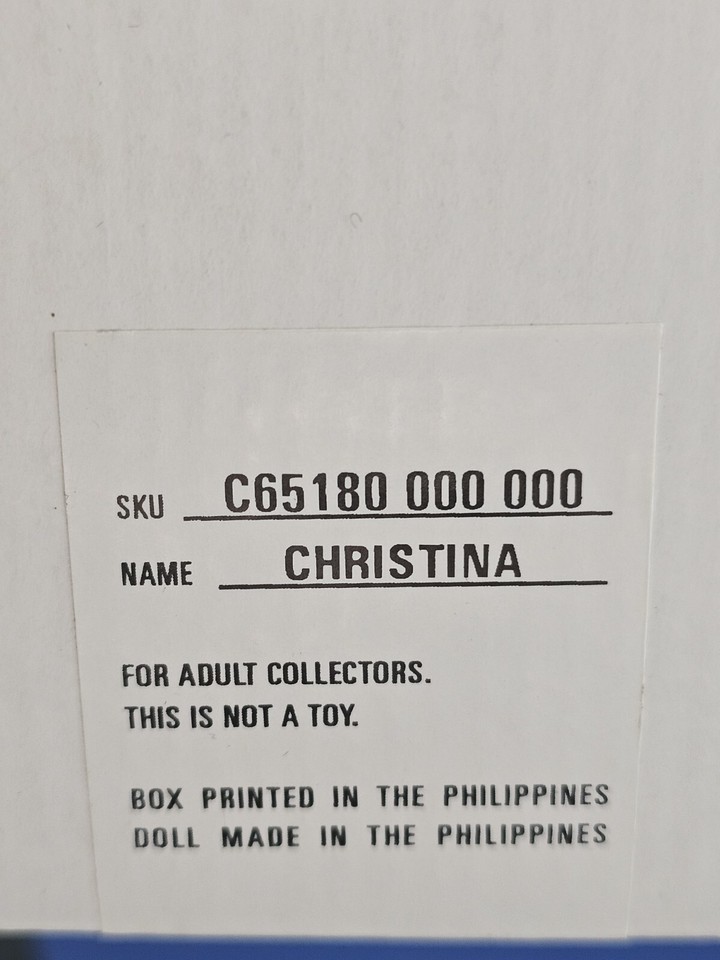 SKU C65180 000 000
NAME CHRISTINA
FOR ADULT COLLECTORS.
THIS IS NOT A TOY.
BOX PRINTED IN THE PHILIPPINES
DOLL MADE IN THE PHILIPPINES